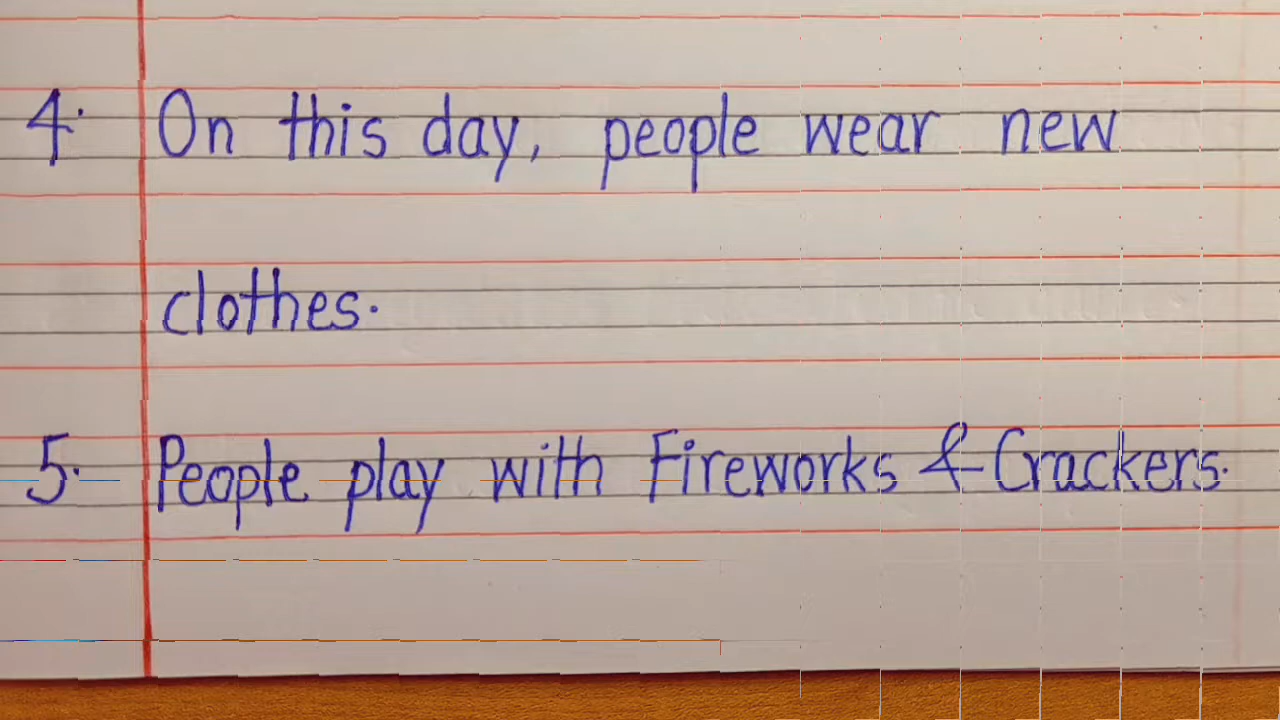 4. On this day, people wear new
clothes.
5. People play with Fireworks & Crackers.